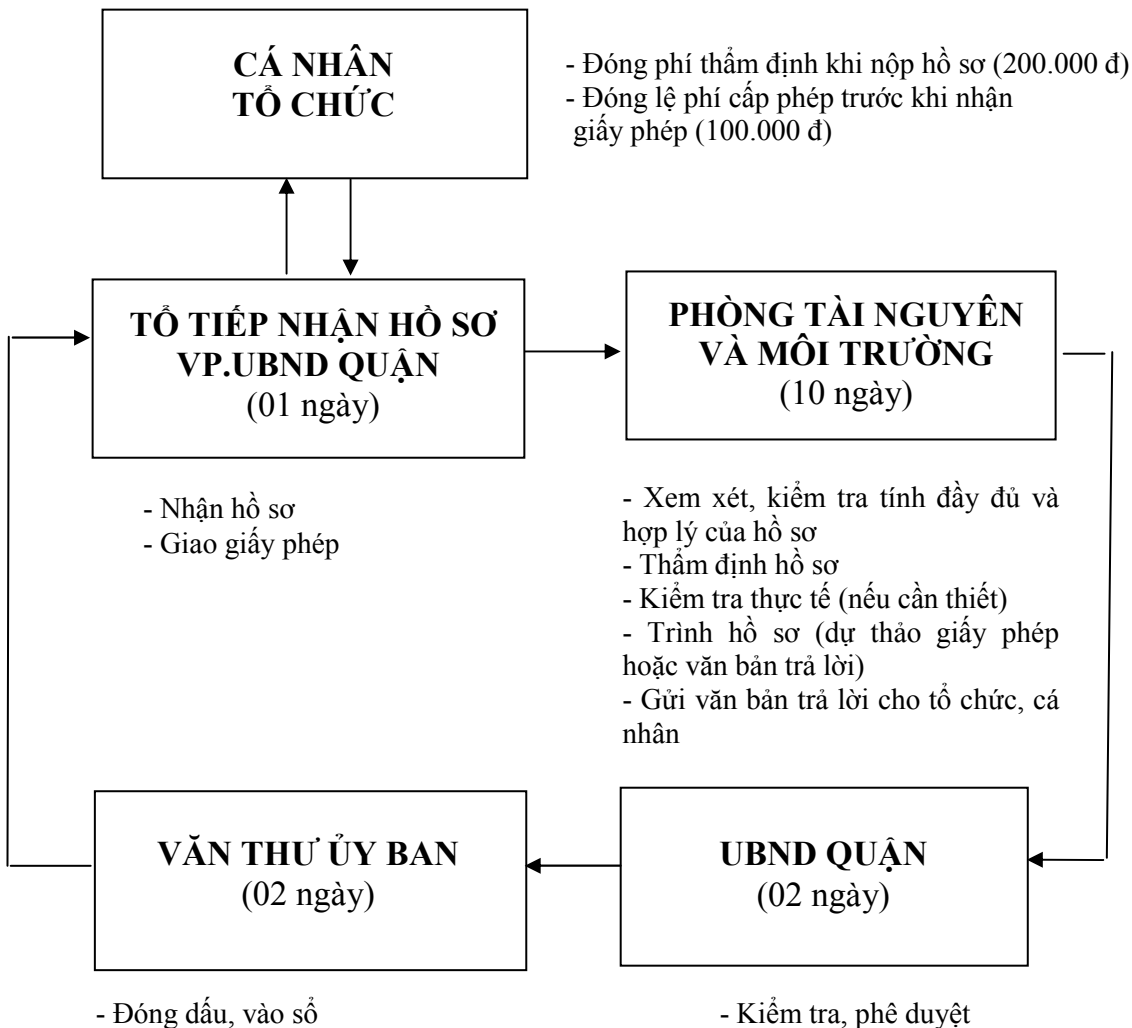 CÁ NHÂN
TỔ CHỨC
- Đóng phí thẩm định khi nộp hồ sơ (200.000 đ)
- Đóng lệ phí cấp phép trước khi nhận
giấy phép (100.000 đ)
TỔ TIẾP NHẬN HỒ SƠ
VP.UBND QUẬN
(01 ngày)
PHÒNG TÀI NGUYÊN
VÀ MÔI TRƯỜNG
(10 ngày)
- Nhận hồ sơ
- Giao giấy phép
- Xem xét, kiểm tra tính đầy đủ và
hợp lý của hồ sơ
- Thẩm định hồ sơ
- Kiểm tra thực tế (nếu cần thiết)
- Trình hồ sơ (dự thảo giấy phép
hoặc văn bản trả lời)
- Gửi văn bản trả lời cho tổ chức, cá
nhân
VĂN THƯ ỦY BAN
(02 ngày)
UBND QUẬN
(02 ngày)
- Đóng dấu, vào sổ
- Kiểm tra, phê duyệt